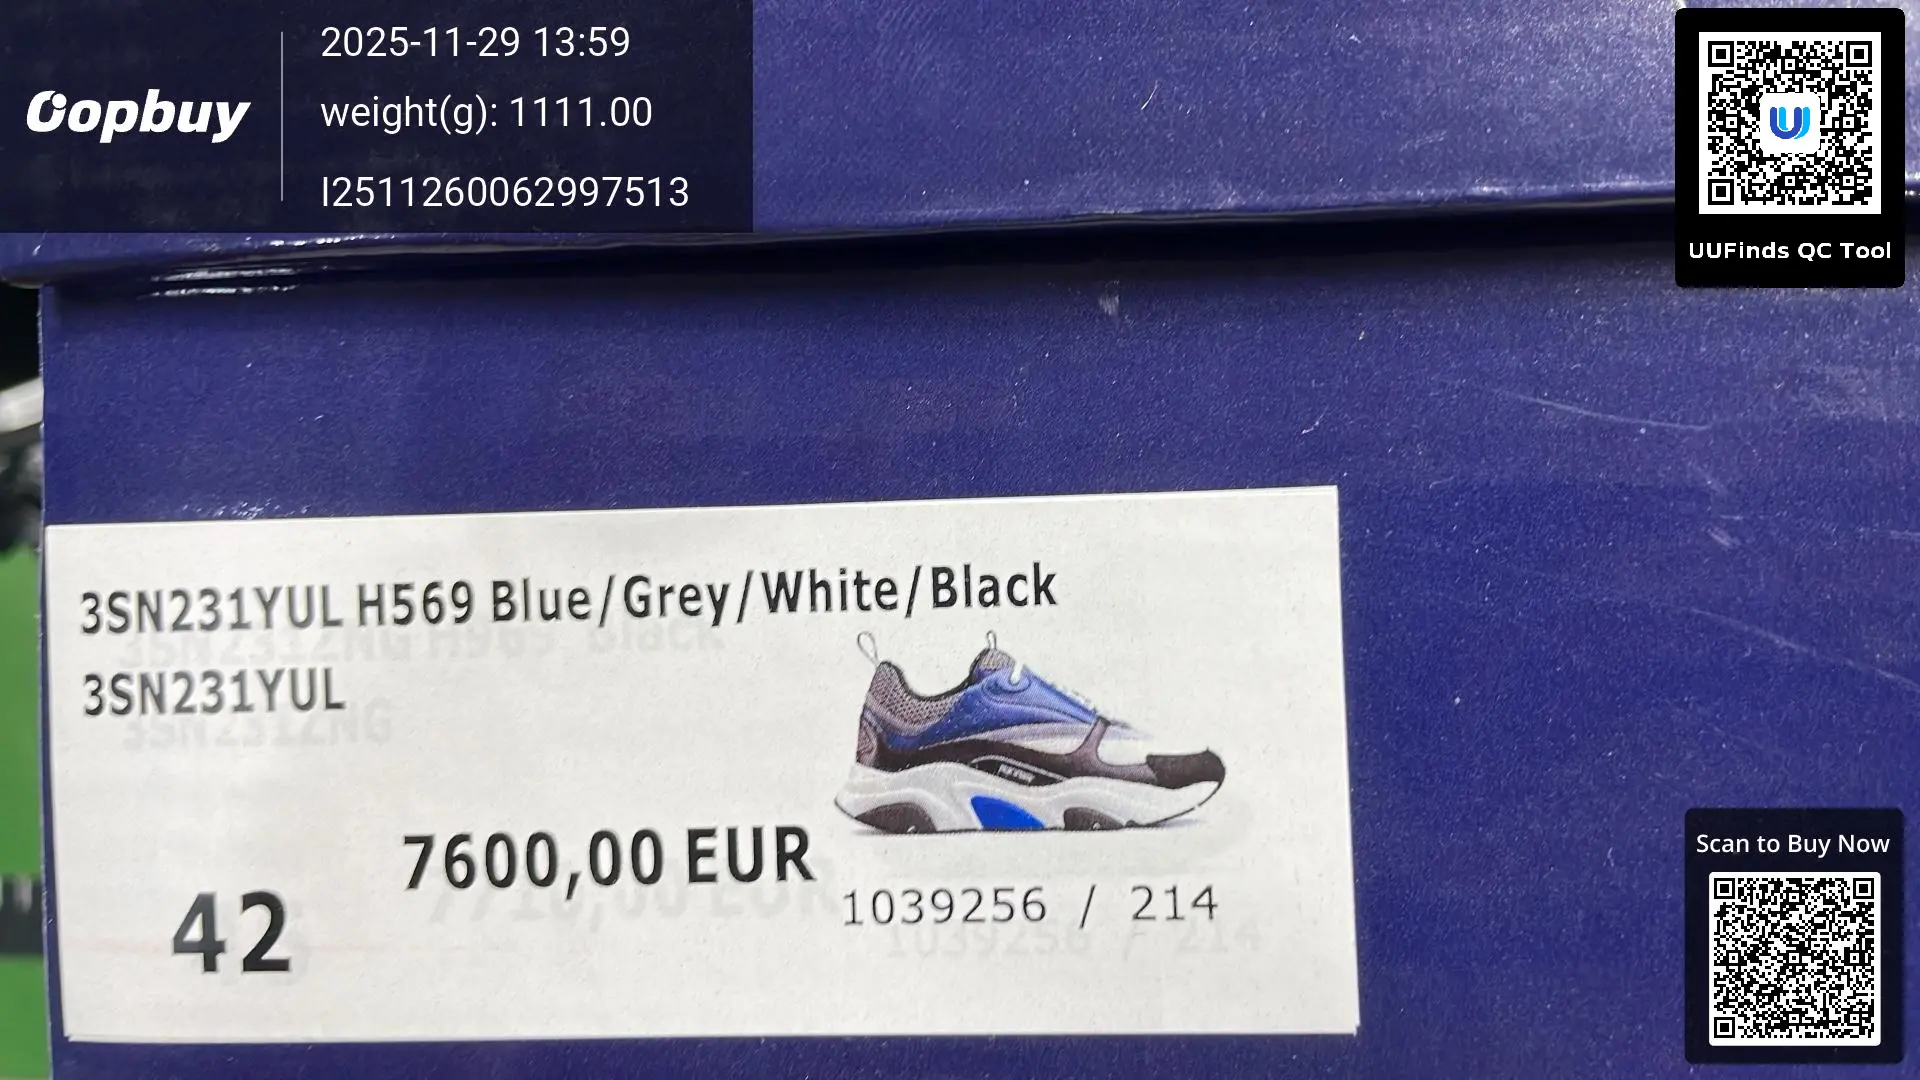 Oopbuy
2025-11-29 13:59
weight(g): 1111.00
I2511260062997513
UUFinds QC Tool
3SN231YUL H569 Blue/Grey/White/Black
3SN231YUL
7600,00 EUR
42
1039256 / 214
Scan to Buy Now